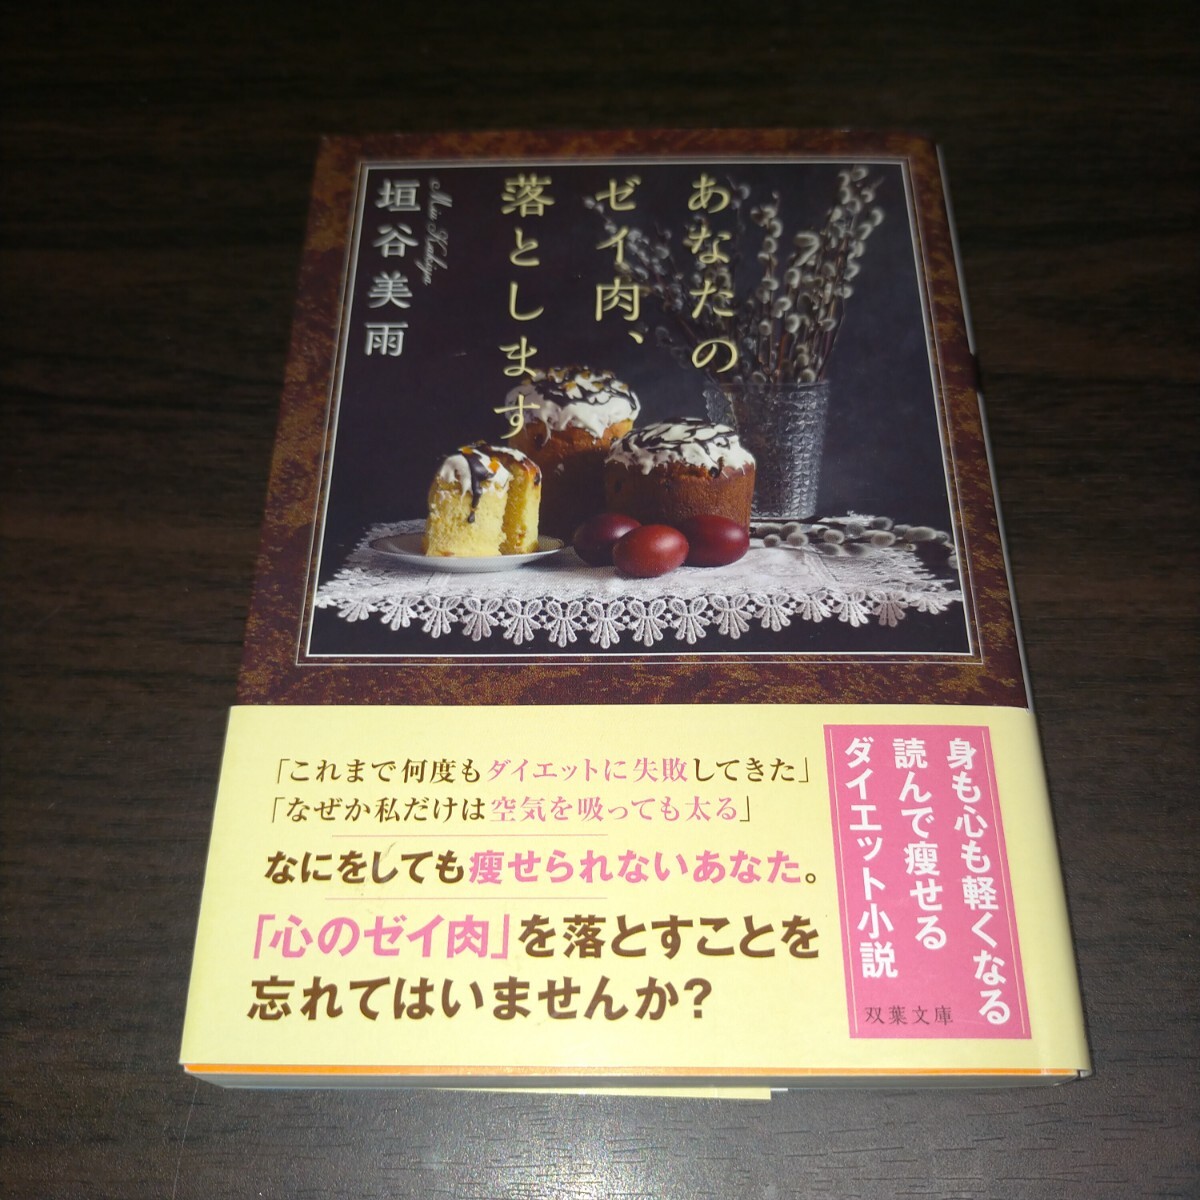 あなたの
ゼイ肉、
落とします
垣谷美雨
「これまで何度もダイエットに失敗してきた」
「なぜか私だけは空気を吸っても太る」
なにをしても痩せられないあなた。
「心のゼイ肉」を落とすことを
忘れてはいませんか?
身も心も軽くなる
読んで痩せる
ダイエット小説
双葉文庫